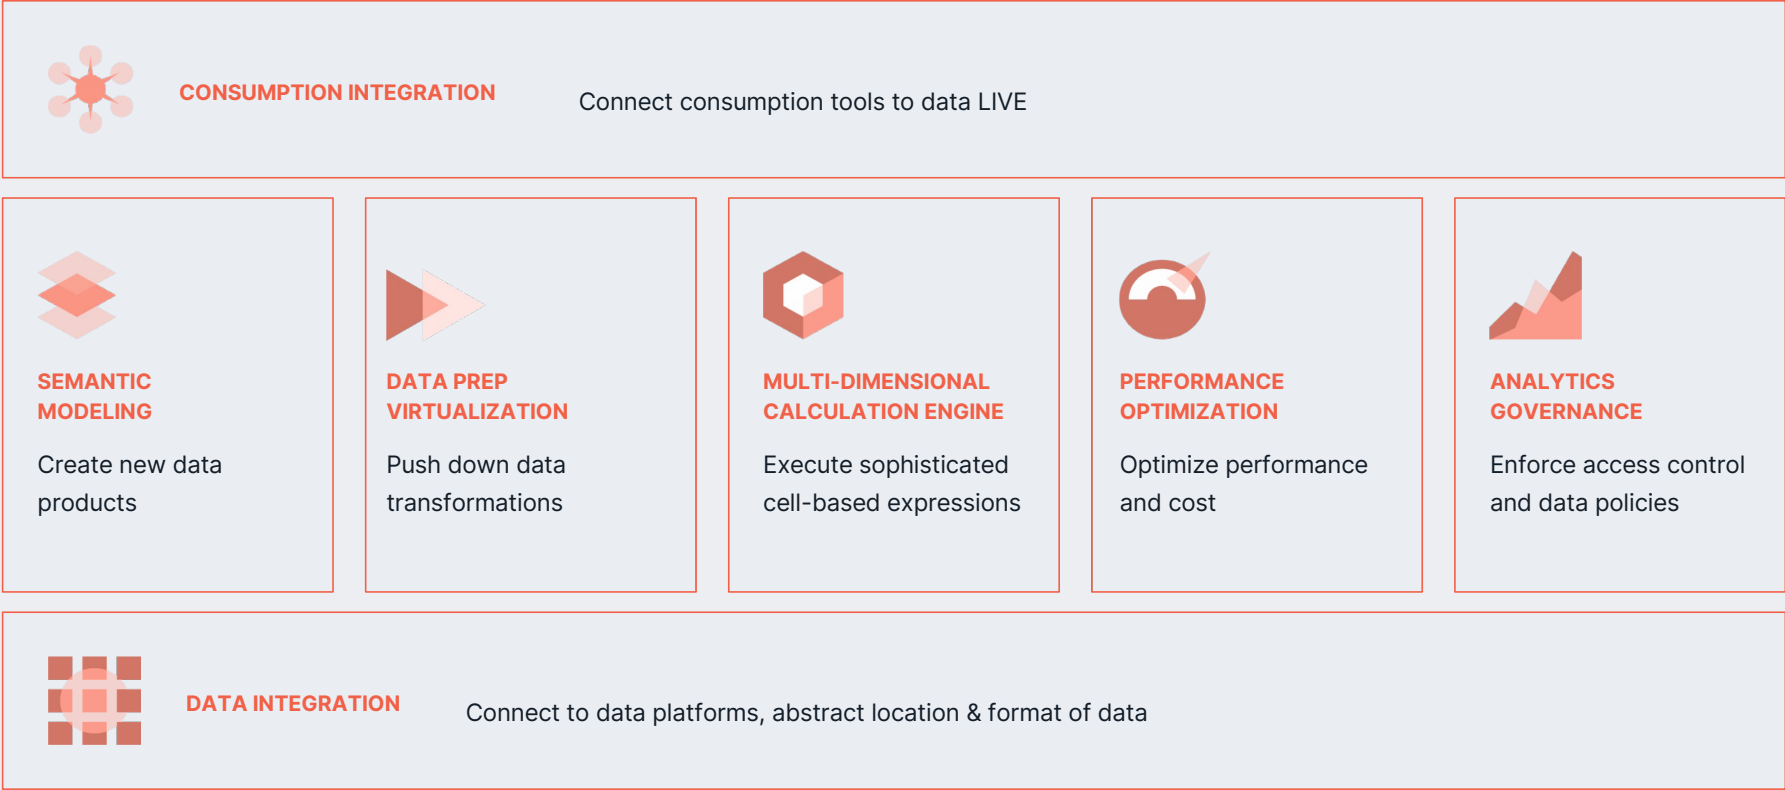 CONSUMPTION INTEGRATION
Connect consumption tools to data LIVE
SEMANTIC
MODELING
Create new data
products
DATA PREP
VIRTUALIZATION
Push down data
transformations
MULTI-DIMENSIONAL
CALCULATION ENGINE
Execute sophisticated
cell-based expressions
PERFORMANCE
OPTIMIZATION
Optimize performance
and cost
ANALYTICS
GOVERNANCE
Enforce access control
and data policies
DATA INTEGRATION
Connect to data platforms, abstract location & format of data